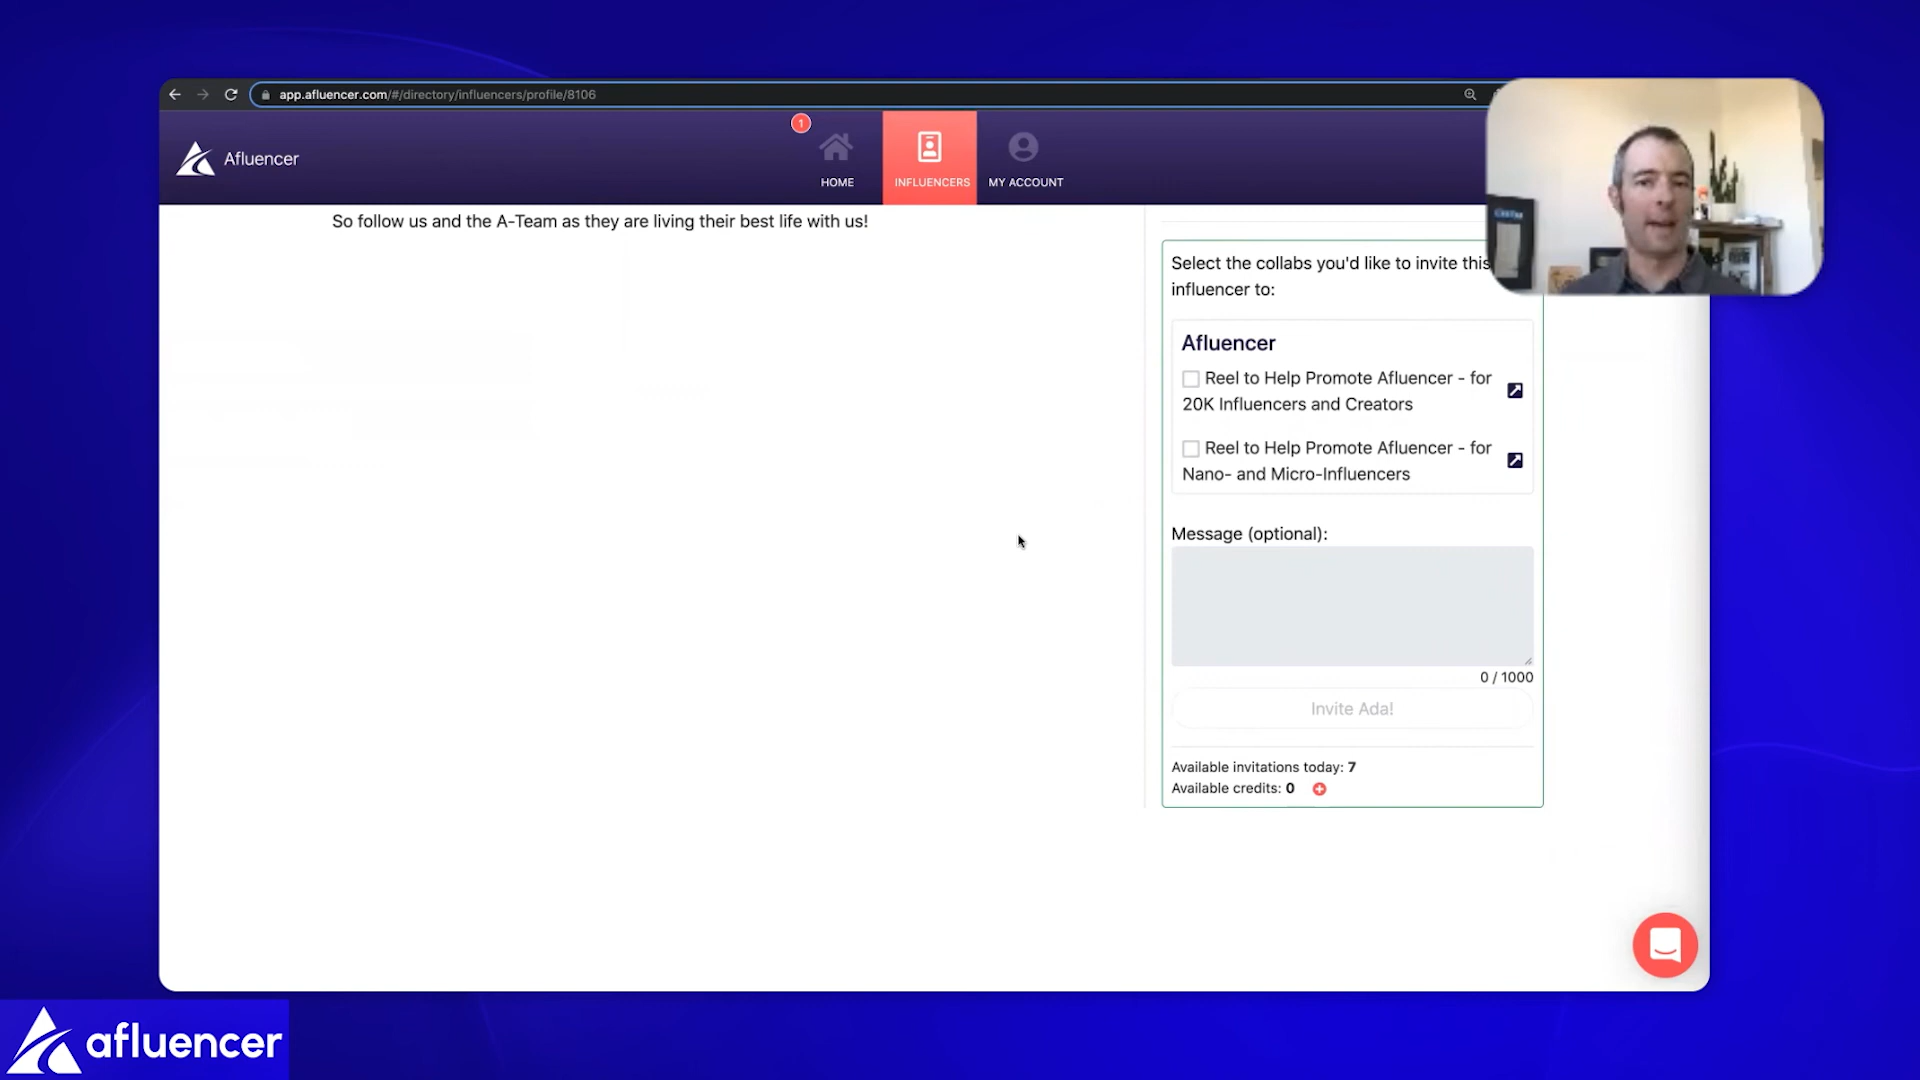 app.afluencer.com/#/directory/influencers/profile/8106
1
Afluencer
HOME
INFLUENCERS
MY ACCOUNT
So follow us and the A-Team as they are living their best life with us!
Select the collabs you'd like to invite this
influencer to:
Afluencer
Reel to Help Promote Afluencer - for
20K Influencers and Creators
Reel to Help Promote Afluencer - for
Nano- and Micro-Influencers
Message (optional):
0 / 1000
Invite Ada!
Available invitations today: 7
Available credits: 0
afluencer